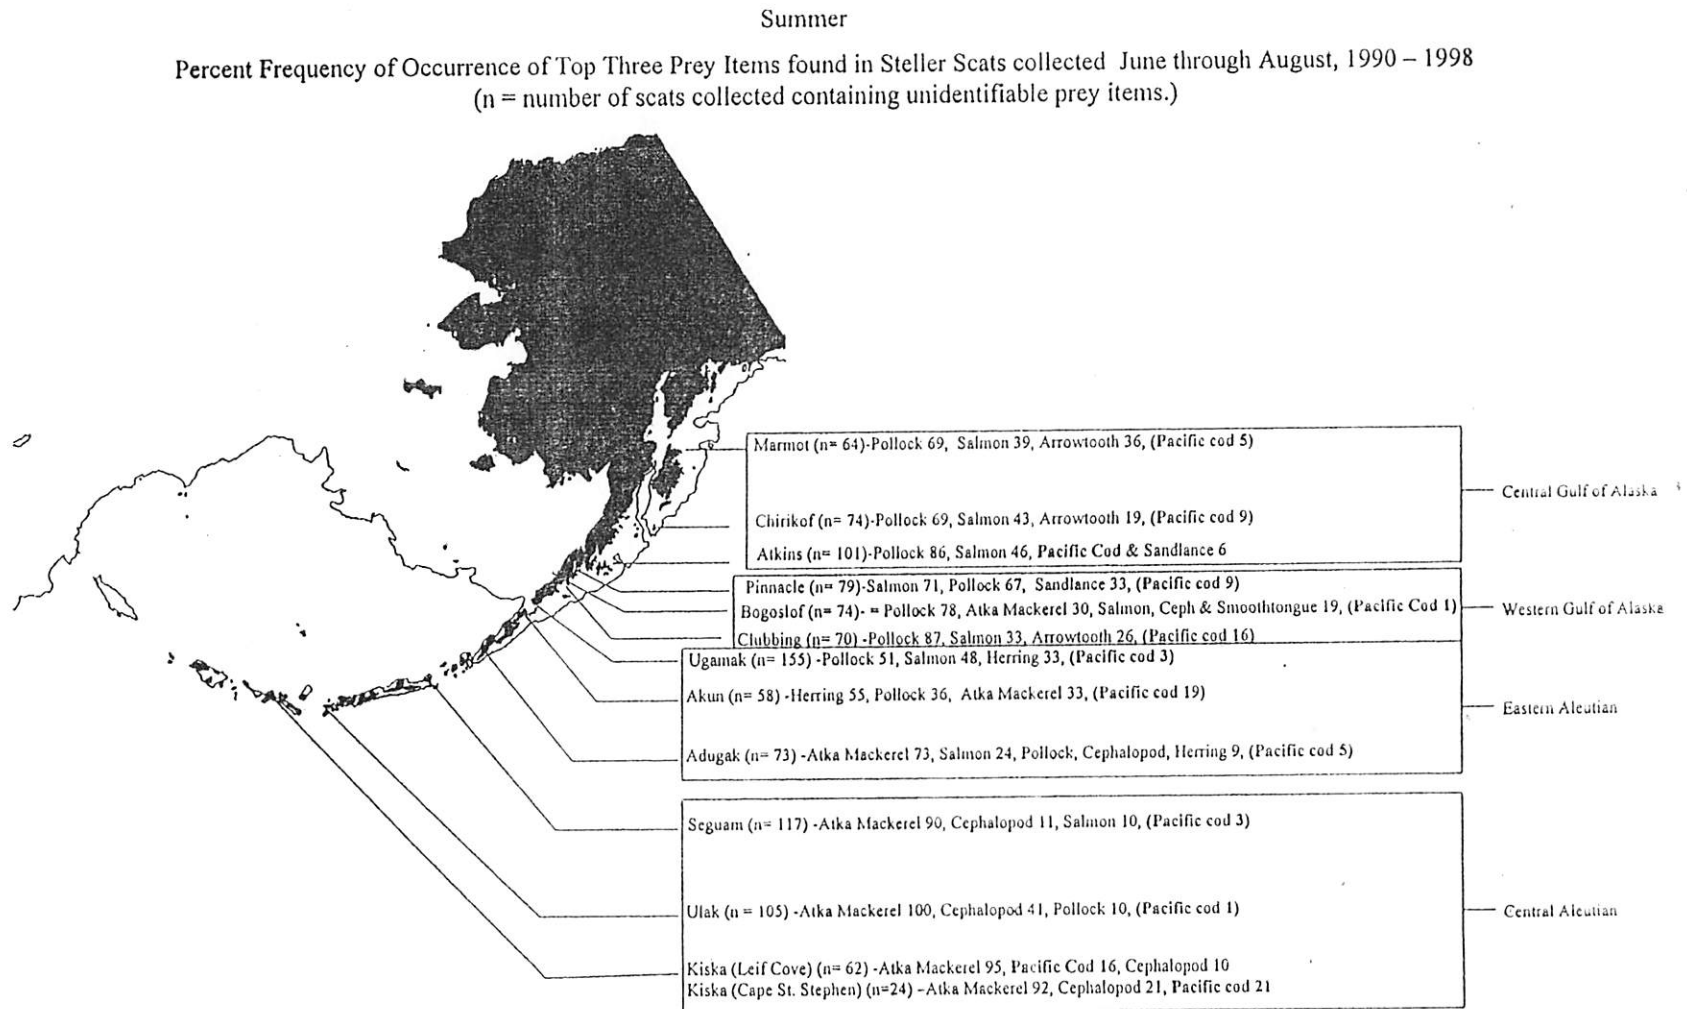 Summer
Percent Frequency of Occurrence of Top Three Prey Items found in Steller Scats collected June through August, 1990 – 1998
(n = number of scats collected containing unidentifiable prey items.)
Marmot (n= 64)-Pollock 69, Salmon 39, Arrowtooth 36, (Pacific cod 5)
Chirikof (n= 74)-Pollock 69, Salmon 43, Arrowtooth 19, (Pacific cod 9)
Atkins (n= 101)-Pollock 86, Salmon 46, Pacific Cod & Sandlance 6
Central Gulf of Alaska
Pinnacle (n= 79)-Salmon 71, Pollock 67, Sandlance 33, (Pacific cod 9)
Bogoslof (n= 74)- = Pollock 78, Atka Mackerel 30, Salmon, Ceph & Smoothtongue 19, (Pacific Cod 1)
Clubbing (n= 70) -Pollock 87, Salmon 33, Arrowtooth 26, (Pacific cod 16)
Western Gulf of Alaska
Ugamak (n= 155) -Pollock 51, Salmon 48, Herring 33, (Pacific cod 3)
Akun (n= 58) -Herring 55, Pollock 36, Atka Mackerel 33, (Pacific cod 19)
Adugak (n= 73) -Atka Mackerel 73, Salmon 24, Pollock, Cephalopod, Herring 9, (Pacific cod 5)
Eastern Aleutian
Seguam (n= 117) -Atka Mackerel 90, Cephalopod 11, Salmon 10, (Pacific cod 3)
Ulak (n = 105) -Atka Mackerel 100, Cephalopod 41, Pollock 10, (Pacific cod 1)
Kiska (Leif Cove) (n= 62) -Atka Mackerel 95, Pacific Cod 16, Cephalopod 10
Kiska (Cape St. Stephen) (n=24) –Atka Mackerel 92, Cephalopod 21, Pacific cod 21
Central Aleutian